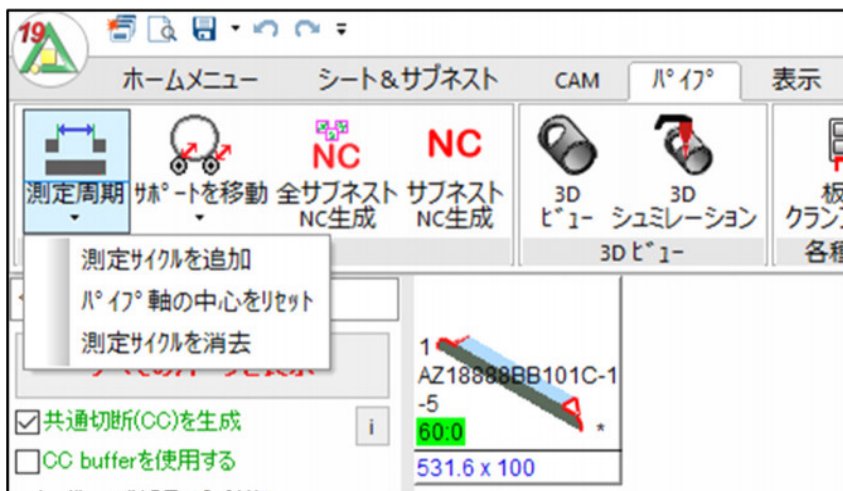 19
ホームメニュー シート&サブネスト CAM パイプ 表示
測定周期 サポートを移動 全サブネスト サブネスト 3D 3D
NC NC
NC生成 NC生成 ビュー シュミレーション
3Dビュー
測定サイクルを追加
パイプ軸の中心をリセット
測定サイクルを消去
1
AZ18888BB101C-1
-5
60:0 *
531.6 x 100
共通切断(CC)を生成 i
CC bufferを使用する